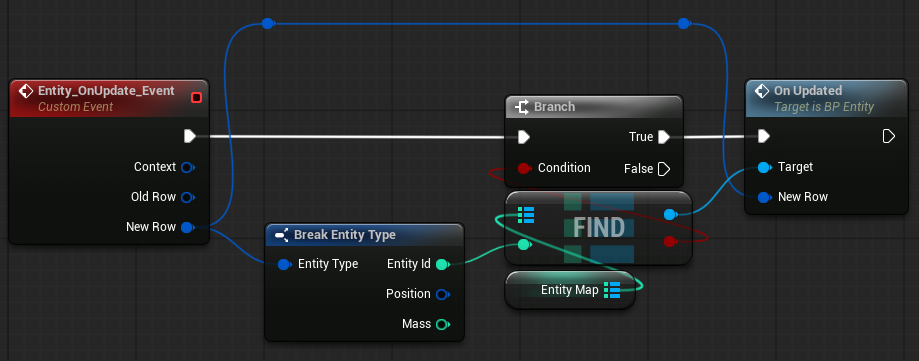 Entity_OnUpdate_Event
Custom Event
Context
Old Row
New Row
Break Entity Type
Entity Type
Entity Id
Position
Mass
Branch
True
Condition
False
FIND
Entity Map
On Updated
Target is BP Entity
Target
New Row